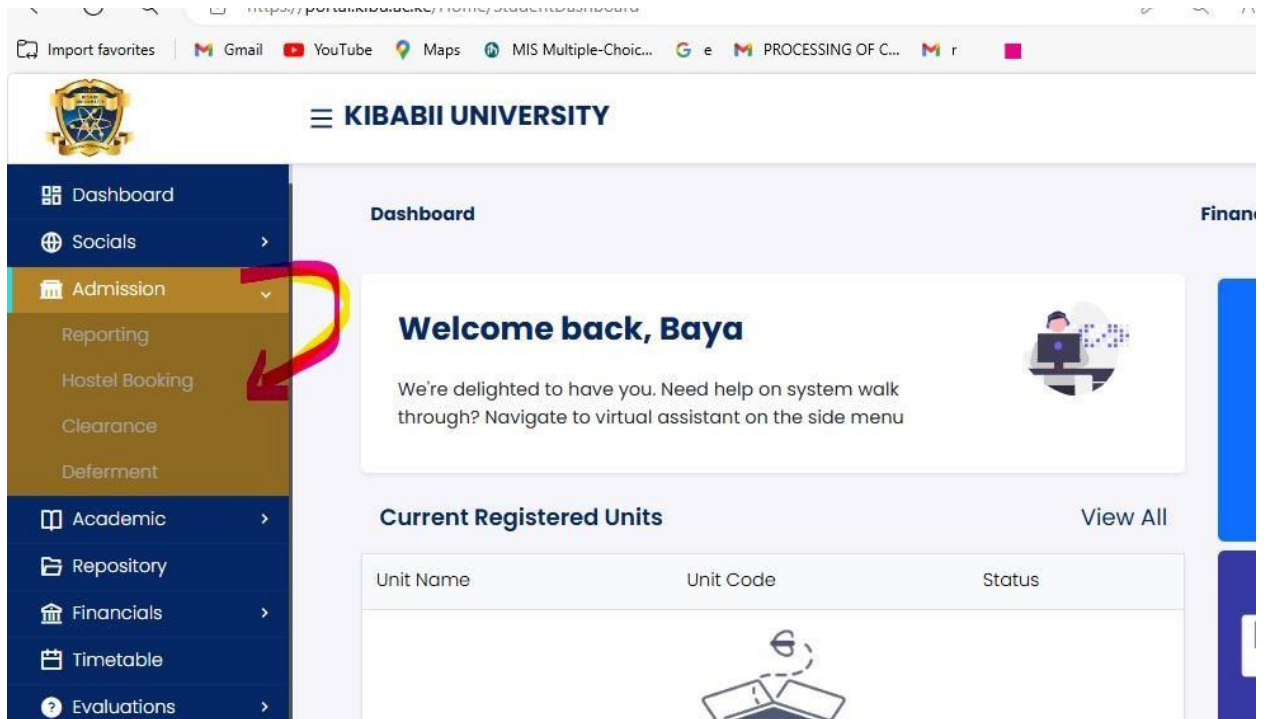 Import favorites Gmail YouTube Maps MIS Multiple-Choic... G e PROCESSING OF C... r
KIBABII UNIVERSITY
Dashboard
Socials
Admission
Reporting
Hostel Booking
Clearance
Deferment
Academic
Repository
Financials
Timetable
Evaluations
Dashboard
Welcome back, Baya
We're delighted to have you. Need help on system walk
through? Navigate to virtual assistant on the side menu
Current Registered Units View All
Unit Name Unit Code Status